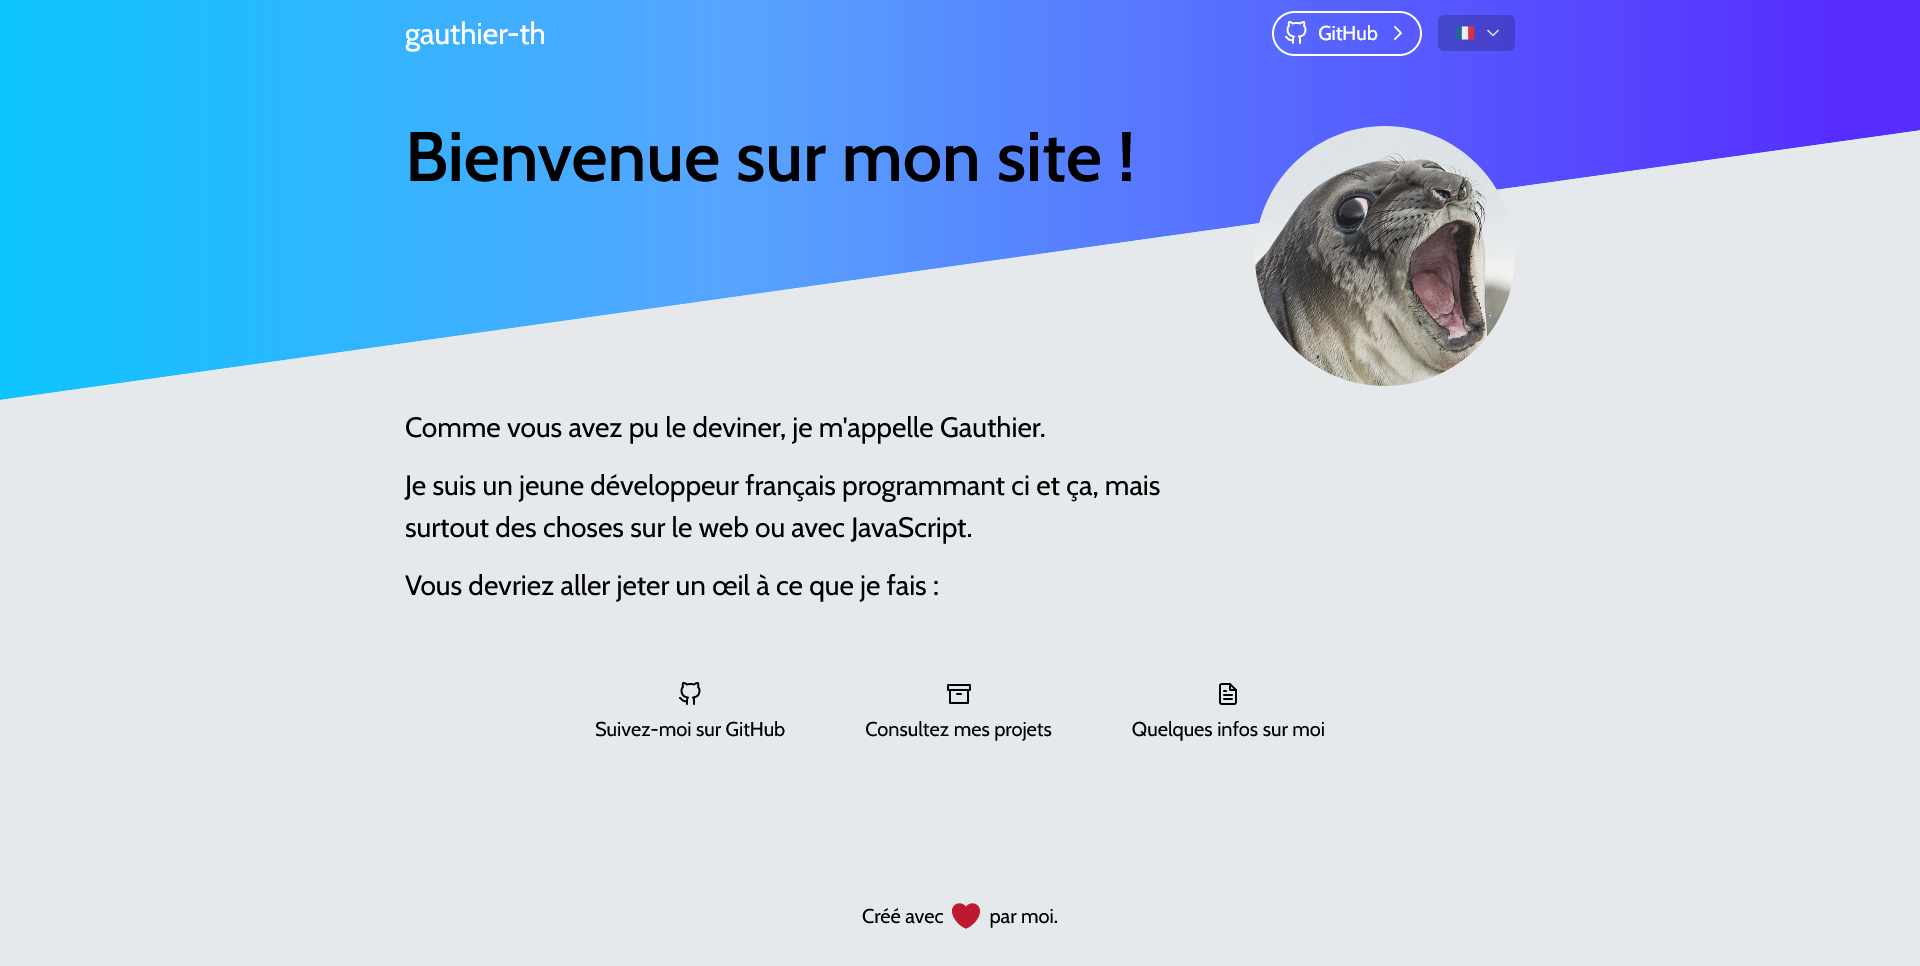 gauthier-th
GitHub
Bienvenue sur mon site !
Comme vous avez pu le deviner, je m'appelle Gauthier.
Je suis un jeune développeur français programmant ci et ça, mais
surtout des choses sur le web ou avec JavaScript.
Vous devriez aller jeter un œil à ce que je fais :
Suivez-moi sur GitHub
Consultez mes projets
Quelques infos sur moi
Créé avec par moi.